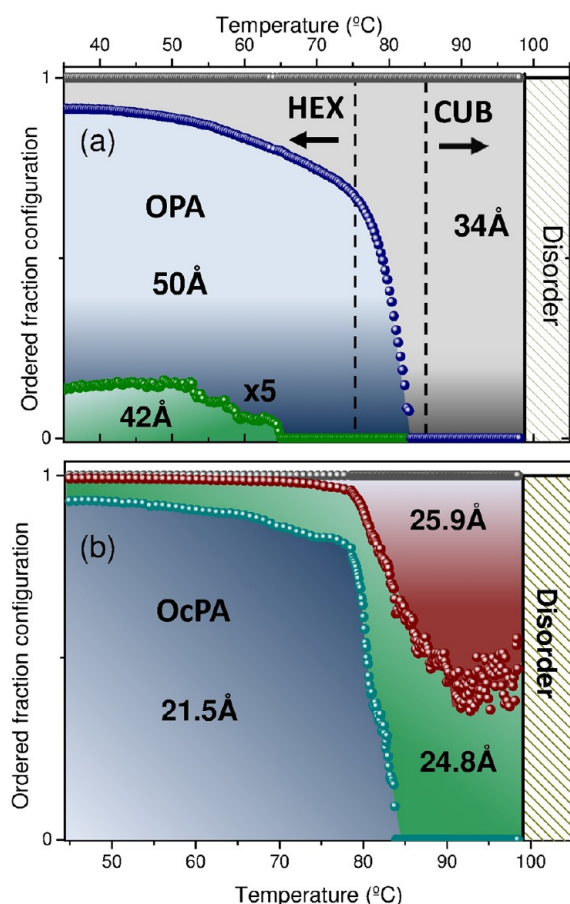 Temperature (ºC)
40 50 60 70 80 90 100
1
0
Ordered fraction configuration
(a)
HEX
CUB
OPA
50Å
34Å
x5
42Å
Disorder
1
0
Ordered fraction configuration
(b)
25.9Å
OcPA
21.5Å
24.8Å
Disorder
50 60 70 80 90 100
Temperature (ºC)